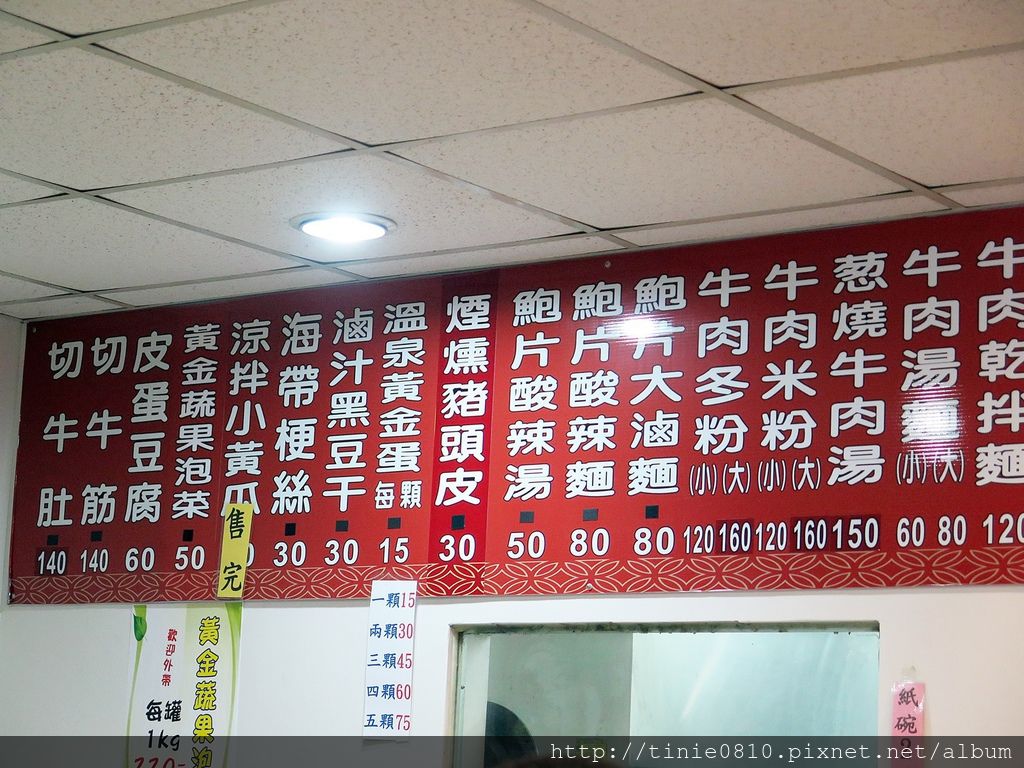 牛肉乾拌麵 120
牛肉湯麵 (小)(大) 60 80
葱燒牛肉湯 150
牛肉米粉 (小)(大) 120 160
牛肉冬粉 (小)(大) 120 160
鮑片大滷麵 80
鮑片酸辣麵 80
鮑片酸辣湯 50
煙燻豬頭皮 30
溫泉黃金蛋 每顆 15
滷汁黑豆干 30
海帶梗絲 30
涼拌小黃瓜
售完
黃金蔬果泡菜 50
皮蛋豆腐 60
切牛筋 140
切牛肚 140
一顆15
兩顆30
三顆45
四顆60
五顆75
黃金蔬果泡
歡迎外帶
每罐
1kg
紙碗
http://tinie0810.pixnet.net/album